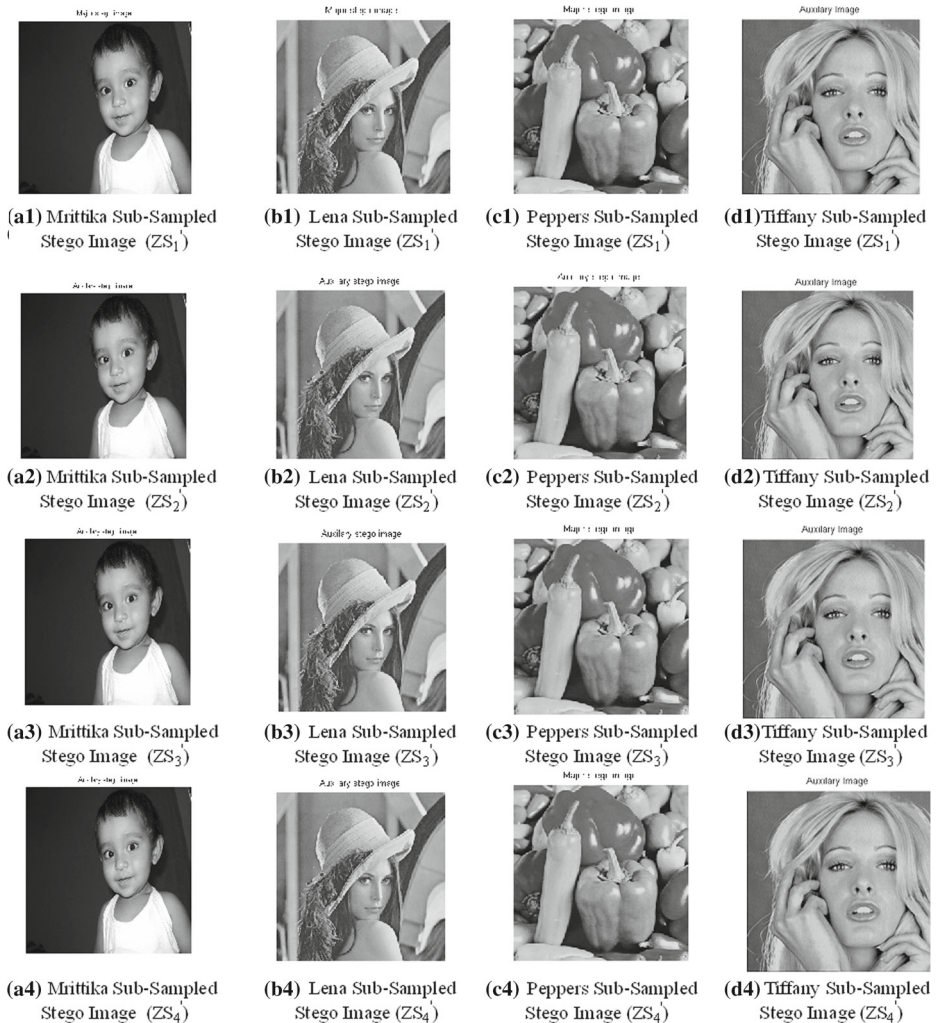 Auxilary Image
(a1) Mrittika Sub-Sampled
Stego Image (ZS₁')
(b1) Lena Sub-Sampled
Stego Image (ZS₁')
(c1) Peppers Sub-Sampled
Stego Image (ZS₁')
(d1)Tiffany Sub-Sampled
Stego Image (ZS₁')
Auxilary stego image
Auxilary Image
(a2) Mrittika Sub-Sampled
Stego Image (ZS₂')
(b2) Lena Sub-Sampled
Stego Image (ZS₂')
(c2) Peppers Sub-Sampled
Stego Image (ZS₂')
(d2) Tiffany Sub-Sampled
Stego Image (ZS₂')
Auxilary stego image
Auxilary Image
(a3) Mrittika Sub-Sampled
Stego Image (ZS₃')
(b3) Lena Sub-Sampled
Stego Image (ZS₃')
(c3) Peppers Sub-Sampled
Stego Image (ZS₃')
(d3)Tiffany Sub-Sampled
Stego Image (ZS₃')
Auxilary stego image
Auxilary Image
(a4) Mrittika Sub-Sampled
Stego Image (ZS₄')
(b4) Lena Sub-Sampled
Stego Image (ZS₄')
(c4) Peppers Sub-Sampled
Stego Image (ZS₄')
(d4)Tiffany Sub-Sampled
Stego Image (ZS₄')